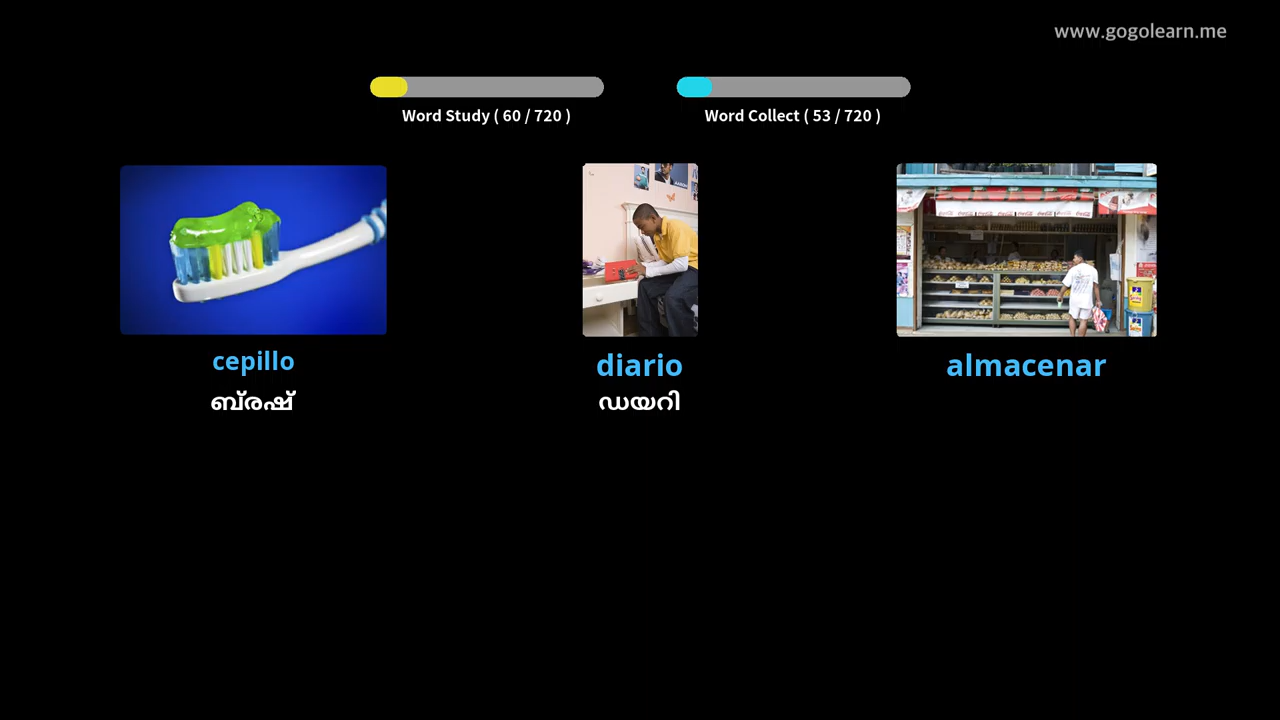 www.gogolearn.me
Word Study ( 60 / 720 )
Word Collect ( 53 / 720 )
cepillo
diario
almacenar
ബ്രഷ്
ഡയറി